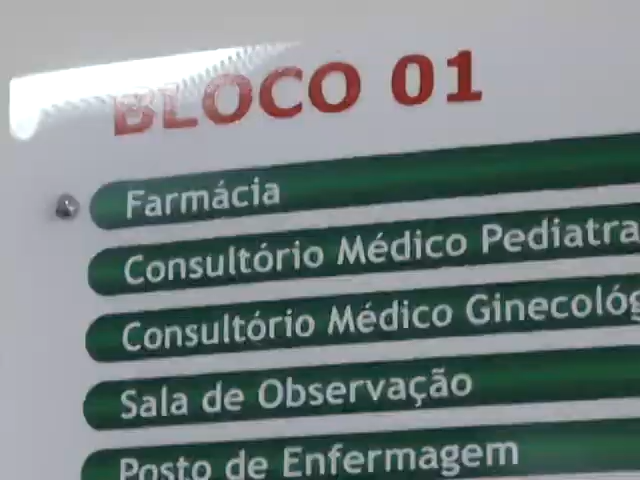 BLOCO 01
Farmácia
Consultório Médico Pediatra
Consultório Médico Ginecológ
Sala de Observação
Posto de Enfermagem